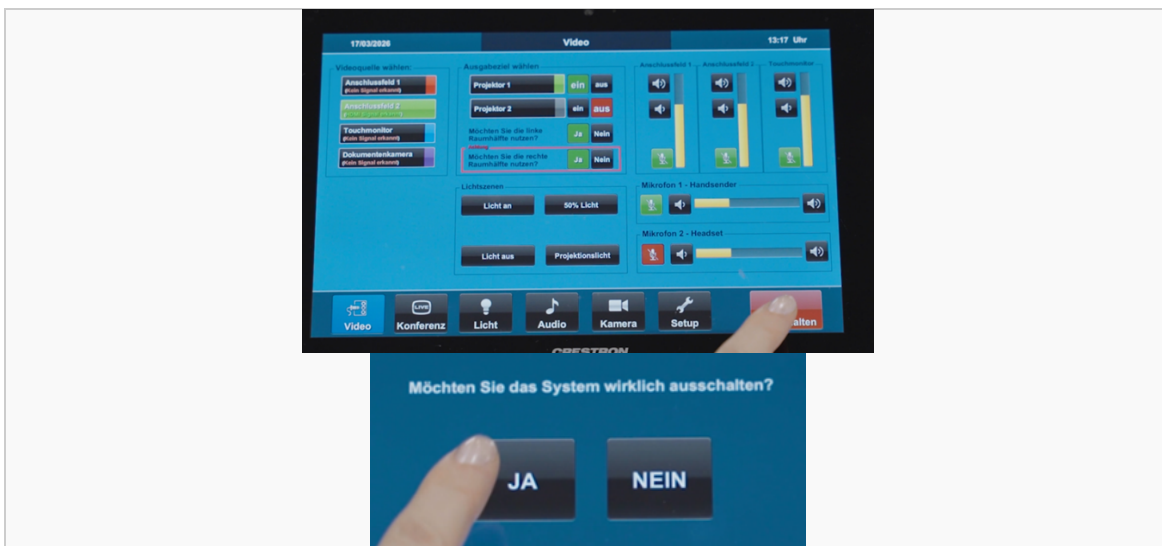 17/03/2026
Video
13:17 Uhr
Videoquelle wählen:
Anschlussfeld 1
(Kein Signal erkannt)
Anschlussfeld 2
Touchmonitor
(Kein Signal erkannt)
Dokumentenkamera
(Kein Signal erkannt)
Ausgabeziel wählen
Projektor 1
ein
aus
Projektor 2
ein
aus
Möchten Sie die linke
Raumhälfte nutzen?
Ja
Nein
Möchten Sie die rechte
Raumhälfte nutzen?
Ja
Nein
Lichtszenen
Licht an
50% Licht
Licht aus
Projektionslicht
Anschlussfeld 1
Anschlussfeld 2
Touchmonitor
Mikrofon 1 - Handsender
Mikrofon 2 - Headset
Video
LIVE
Konferenz
Licht
Audio
Kamera
Setup
alten
CRESTRON
Möchten Sie das System wirklich ausschalten?
JA
NEIN